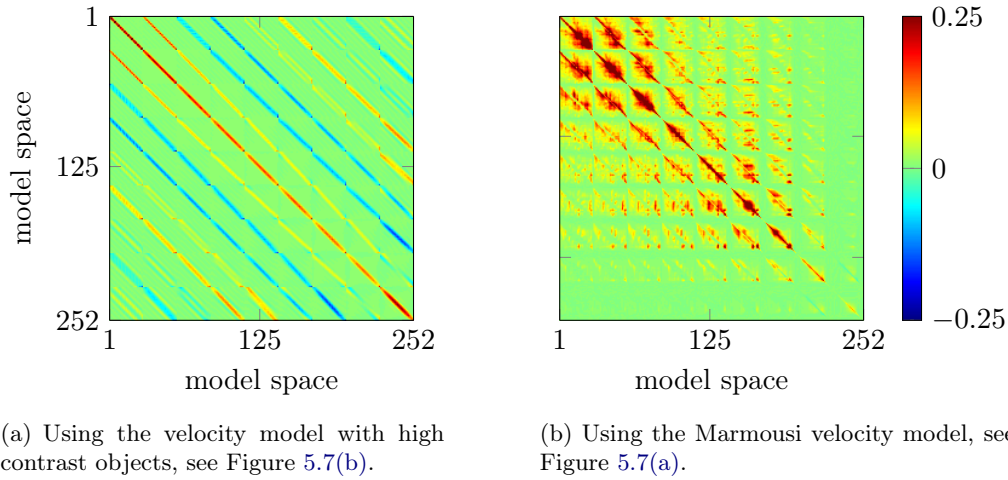 1
125
252
model space
1
125
252
model space
(a) Using the velocity model with high
contrast objects, see Figure 5.7(b).
1
125
252
model space
0.25
0
−0.25
(b) Using the Marmousi velocity model, see
Figure 5.7(a).